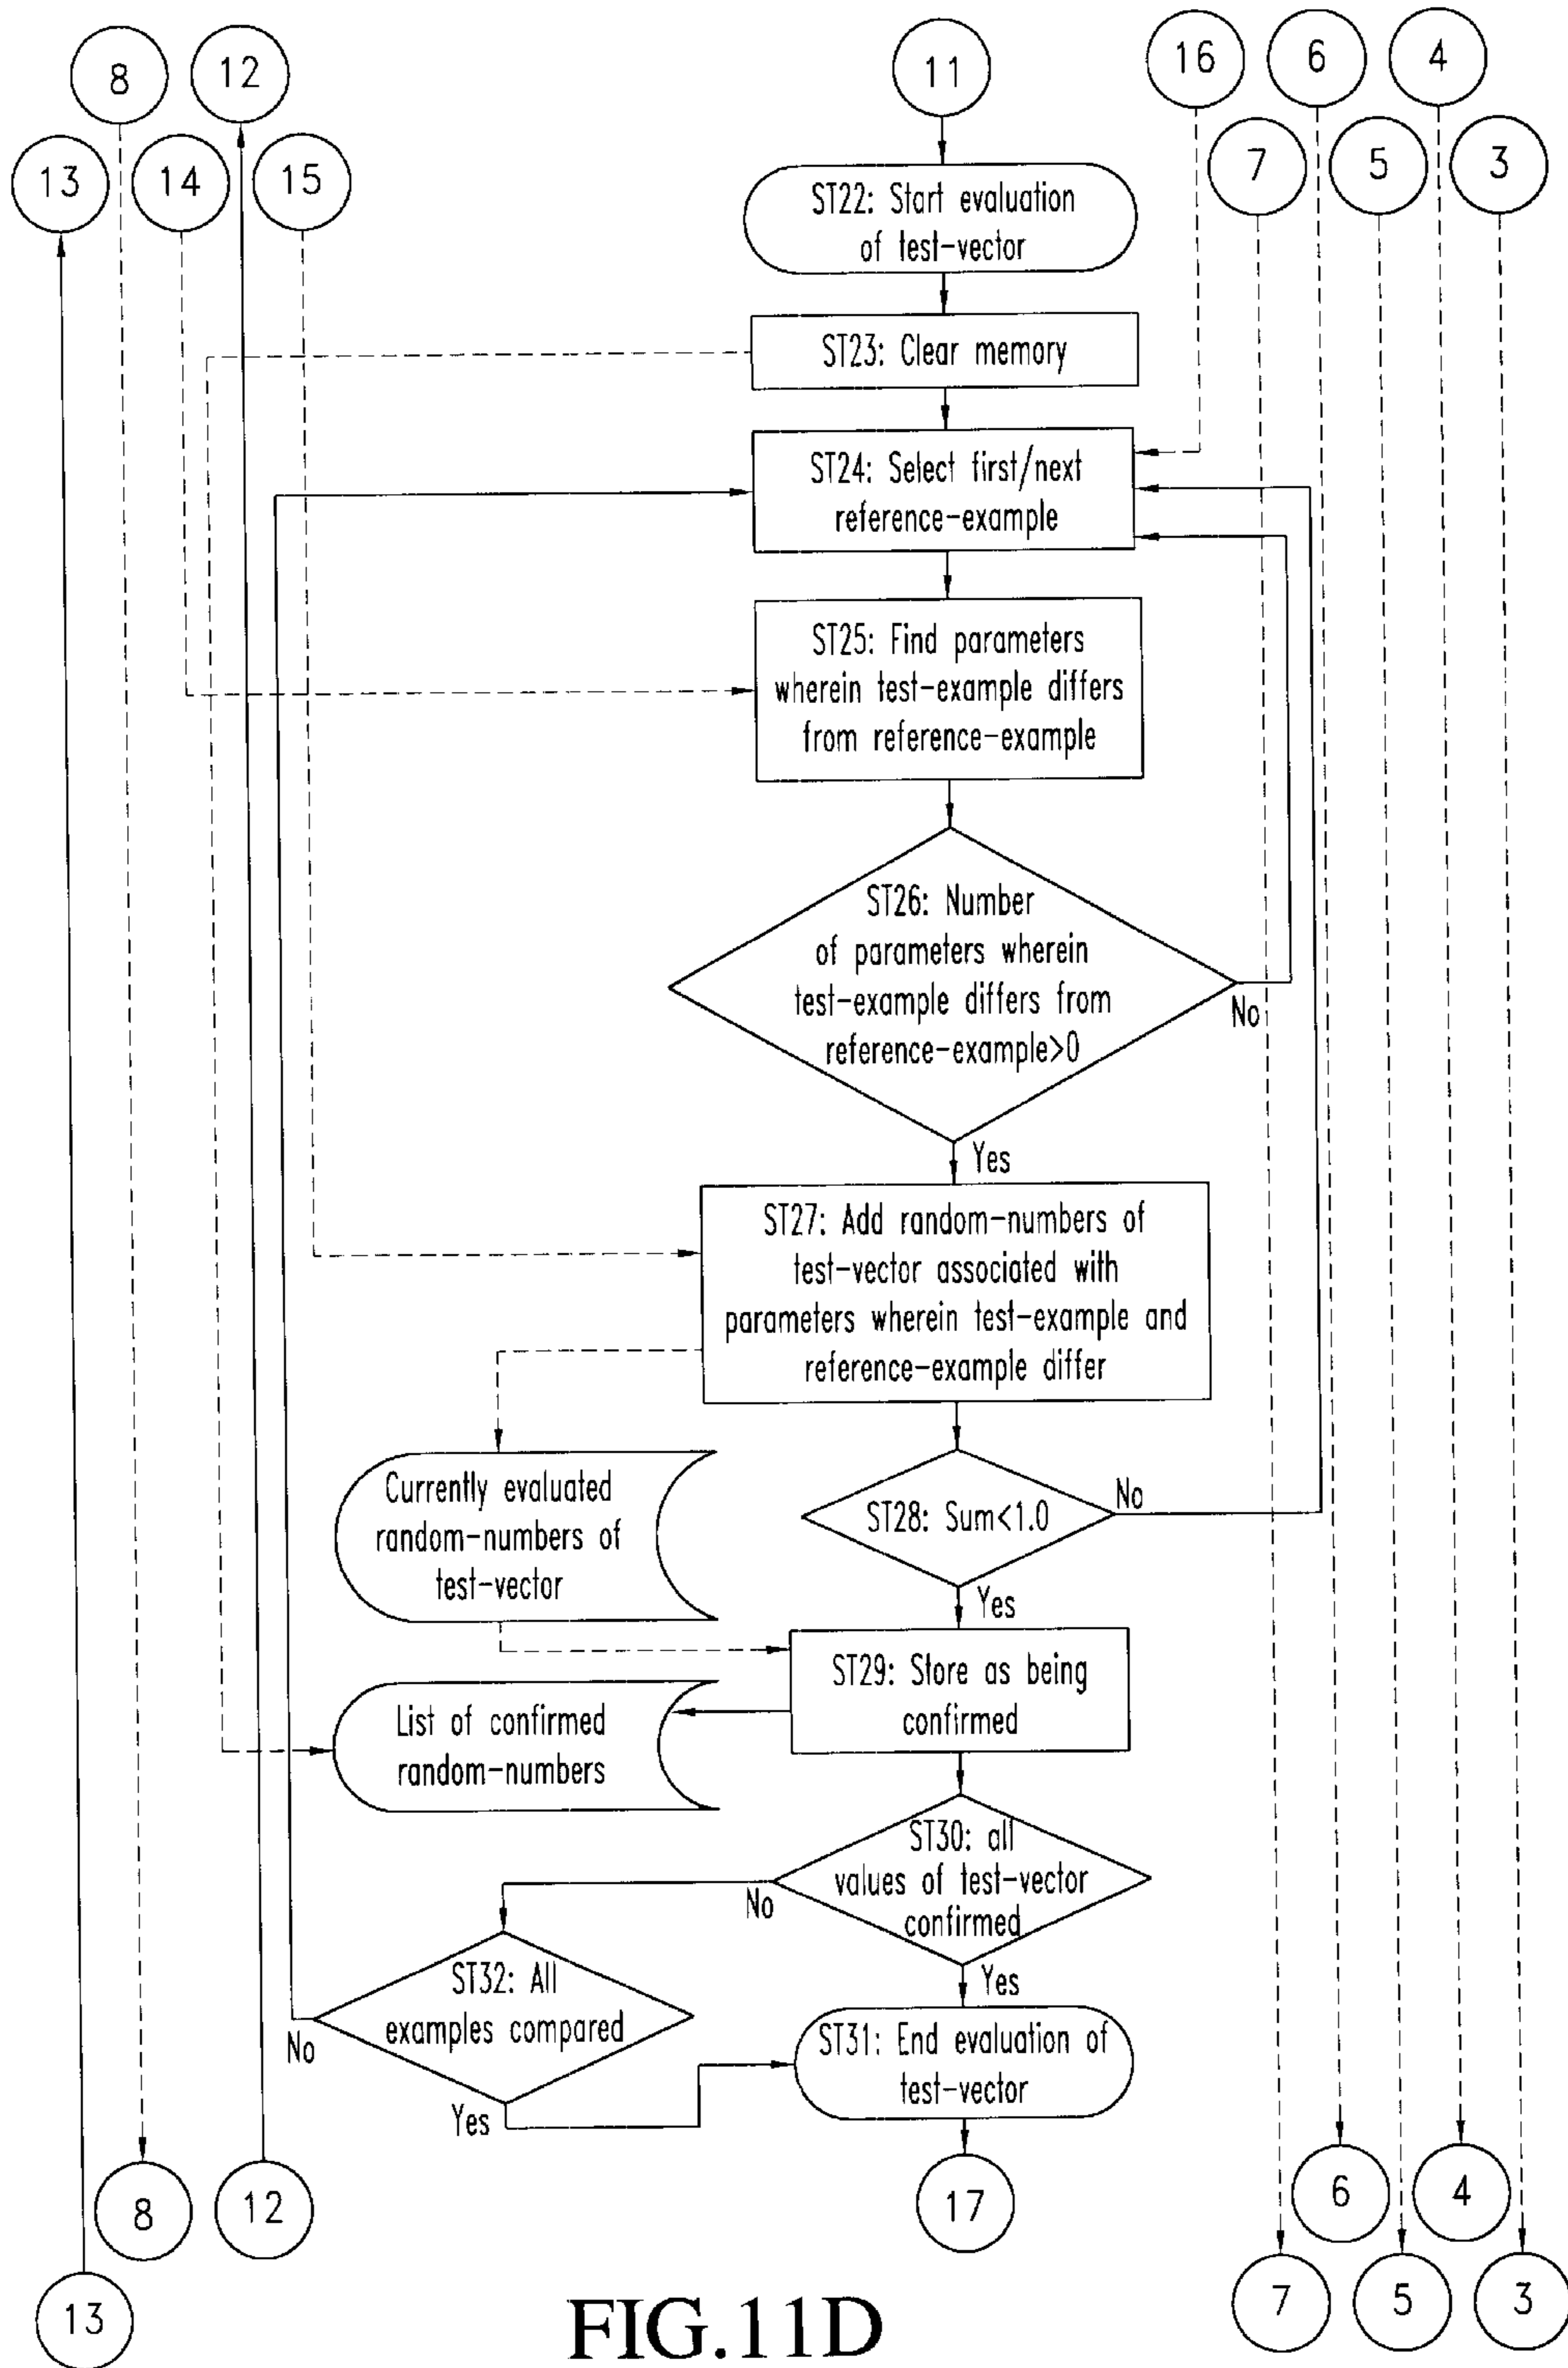 8
12
11
16
6
4
13
14
15
7
5
3
ST22: Start evaluation
of test-vector
ST23: Clear memory
ST24: Select first/next
reference-example
ST25: Find parameters
wherein test-example differs
from reference-example
ST26: Number
of parameters wherein
test-example differs from
reference-example>0
No
Yes
ST27: Add random-numbers of
test-vector associated with
parameters wherein test-example and
reference-example differ
Currently evaluated
random-numbers of
test-vector
ST28: Sum<1.0
No
Yes
ST29: Store as being
confirmed
List of confirmed
random-numbers
ST30: all
values of test-vector
confirmed
No
Yes
ST32: All
examples compared
No
Yes
ST31: End evaluation of
test-vector
8
12
17
6
4
13
7
5
3
FIG.11D